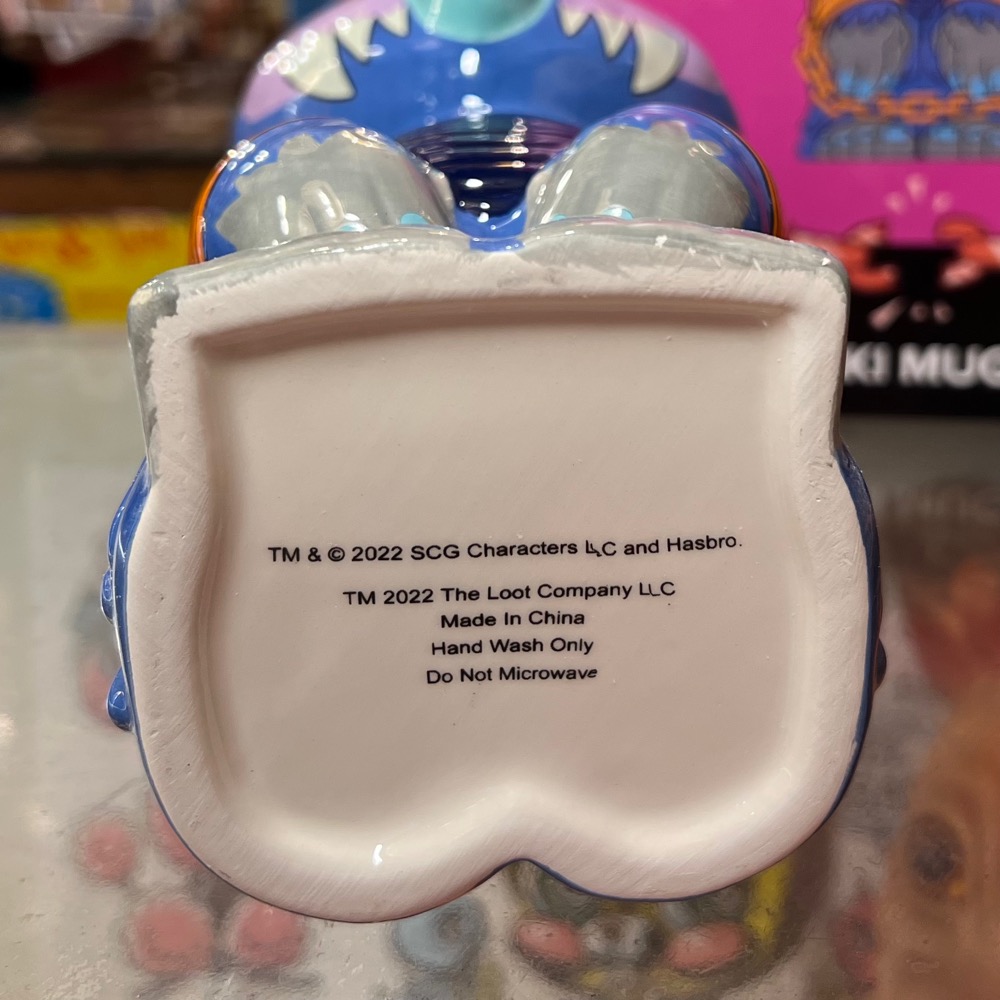 KI MUG
TM & © 2022 SCG Characters LLC and Hasbro.
TM 2022 The Loot Company LLC
Made In China
Hand Wash Only
Do Not Microwave